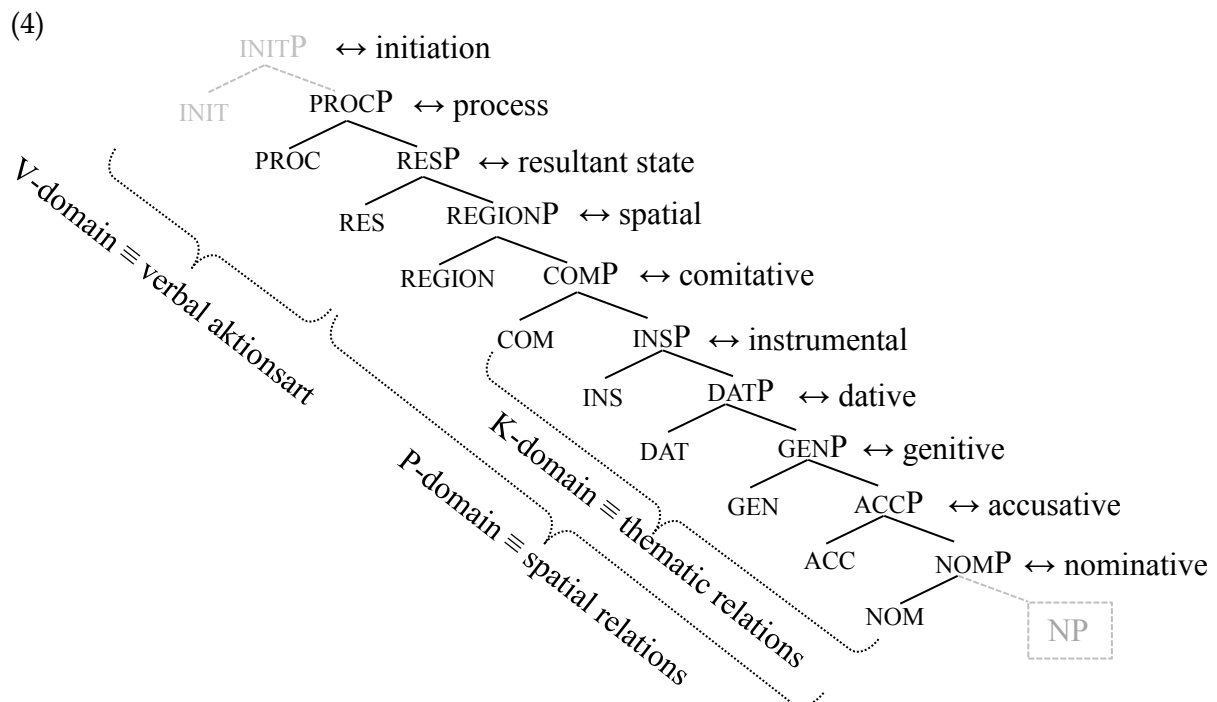 (4)
INITP ↔ initiation
INIT PROCP ↔ process
PROC RESP ↔ resultant state
RES REGIONP ↔ spatial
REGION COMP ↔ comitative
COM INSP ↔ instrumental
INS DATP ↔ dative
DAT GENP ↔ genitive
GEN ACCP ↔ accusative
ACC NOMP ↔ nominative
NOM NP
V-domain ≡ verbal aktionsart
P-domain ≡ spatial relations
K-domain ≡ thematic relations